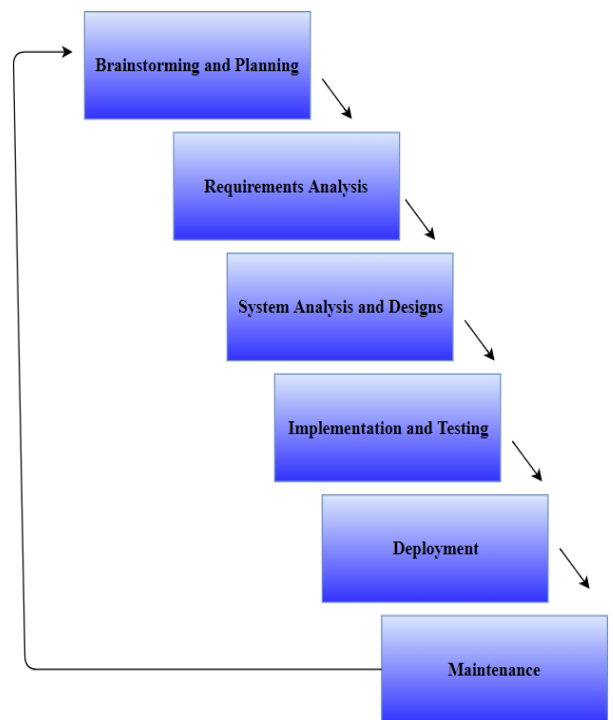 Brainstorming and Planning
Requirements Analysis
System Analysis and Designs
Implementation and Testing
Deployment
Maintenance